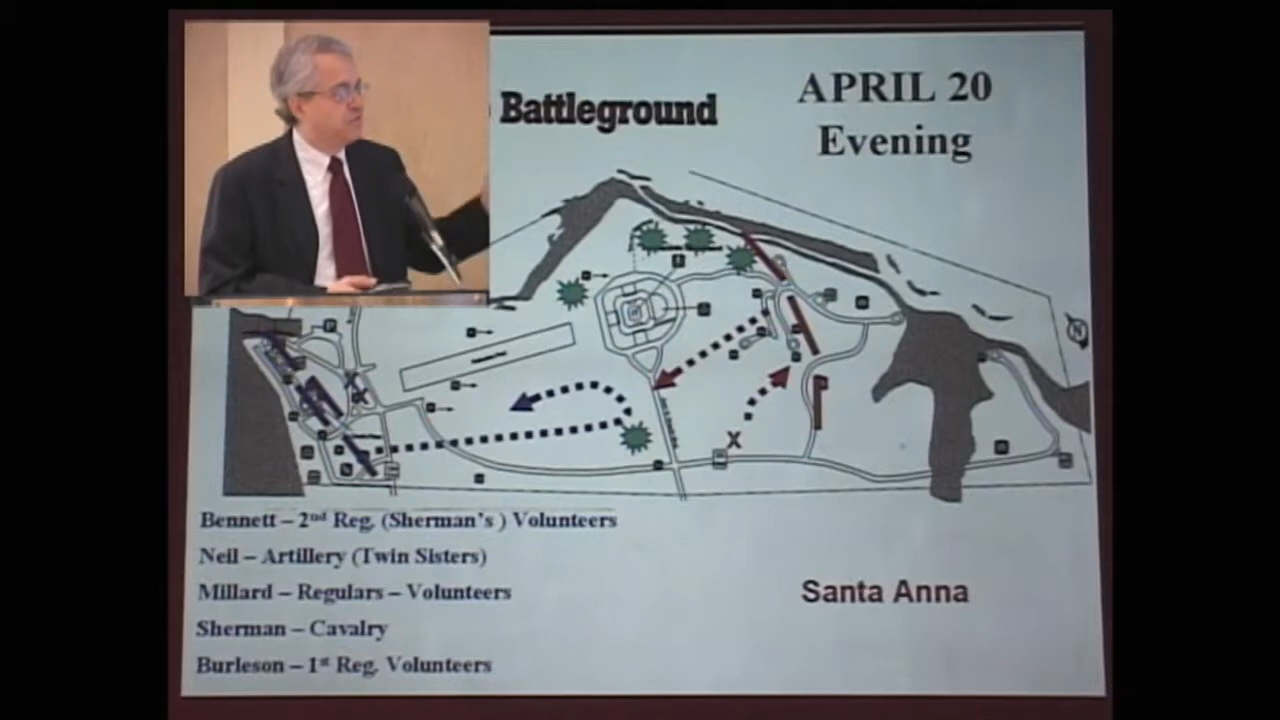 Battleground
APRIL 20
Evening
X
N
Bennett – 2nd Reg. (Sherman's ) Volunteers
Neil – Artillery (Twin Sisters)
Millard – Regulars – Volunteers
Sherman – Cavalry
Burleson – 1st Reg. Volunteers
Santa Anna